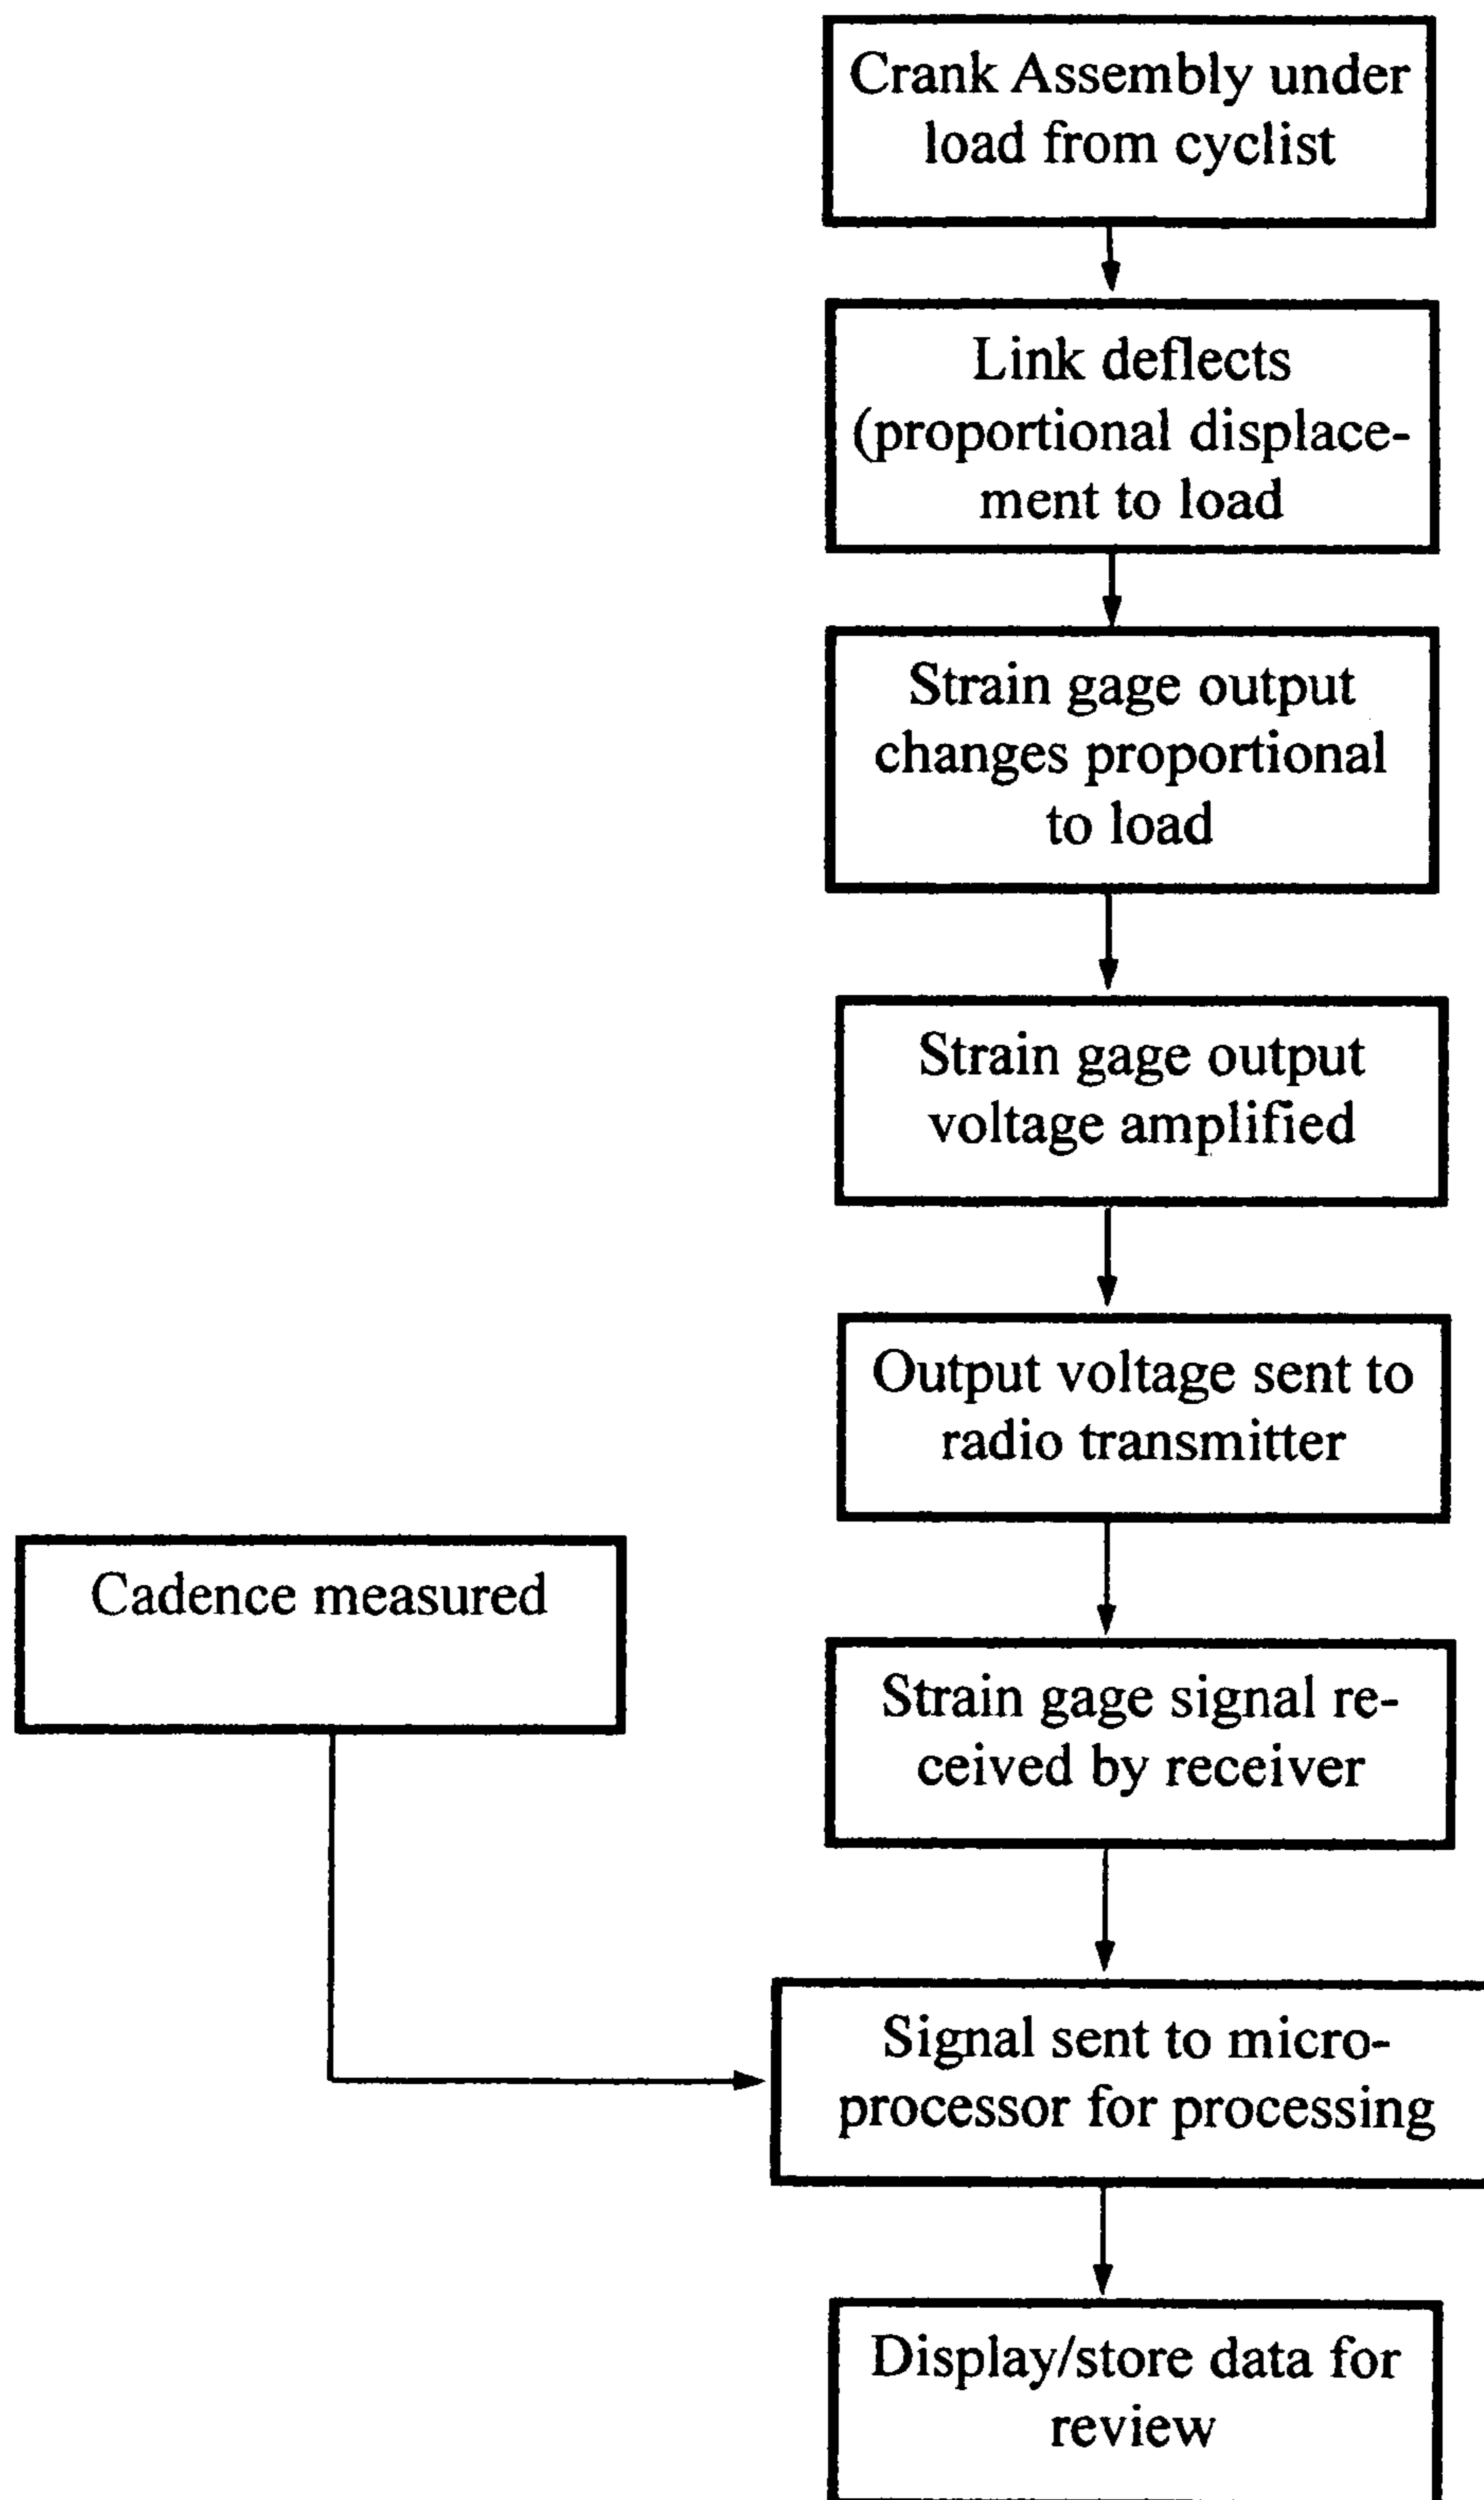 Crank Assembly under
load from cyclist
Link deflects
(proportional displace-
ment to load
Strain gage output
changes proportional
to load
Strain gage output
voltage amplified
Output voltage sent to
radio transmitter
Cadence measured
Strain gage signal re-
ceived by receiver
Signal sent to micro-
processor for processing
Display/store data for
review